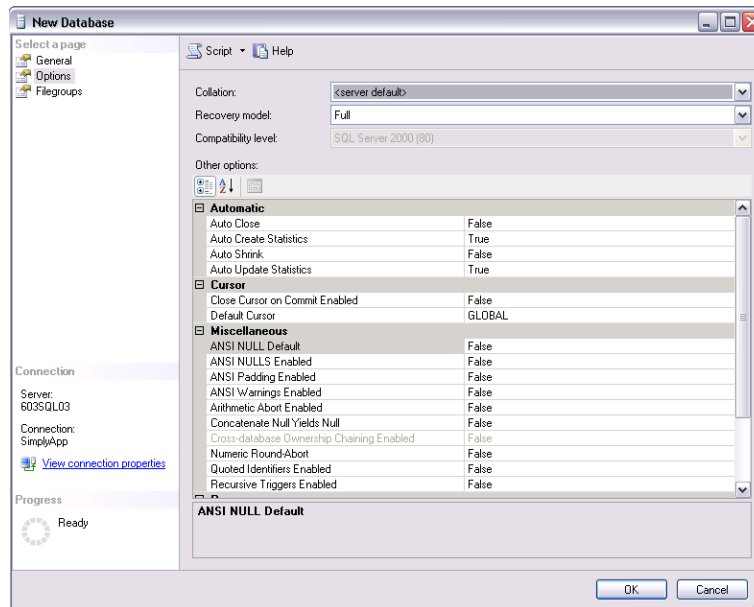 New Database
Select a page
General
Options
Filegroups
Script Help
Collation: <server default>
Recovery model: Full
Compatibility level: SQL Server 2000 (80)
Other options:
Automatic
Auto Close False
Auto Create Statistics True
Auto Shrink False
Auto Update Statistics True
Cursor
Close Cursor on Commit Enabled False
Default Cursor GLOBAL
Miscellaneous
ANSI NULL Default False
ANSI NULLS Enabled False
ANSI Padding Enabled False
ANSI Warnings Enabled False
Arithmetic Abort Enabled False
Concatenate Null Yields Null False
Cross-database Ownership Chaining Enabled False
Numeric Round-Abort False
Quoted Identifiers Enabled False
Recursive Triggers Enabled False
ANSI NULL Default
Connection
Server:
603SQL03
Connection:
SimplyApp
View connection properties
Progress
Ready
OK Cancel